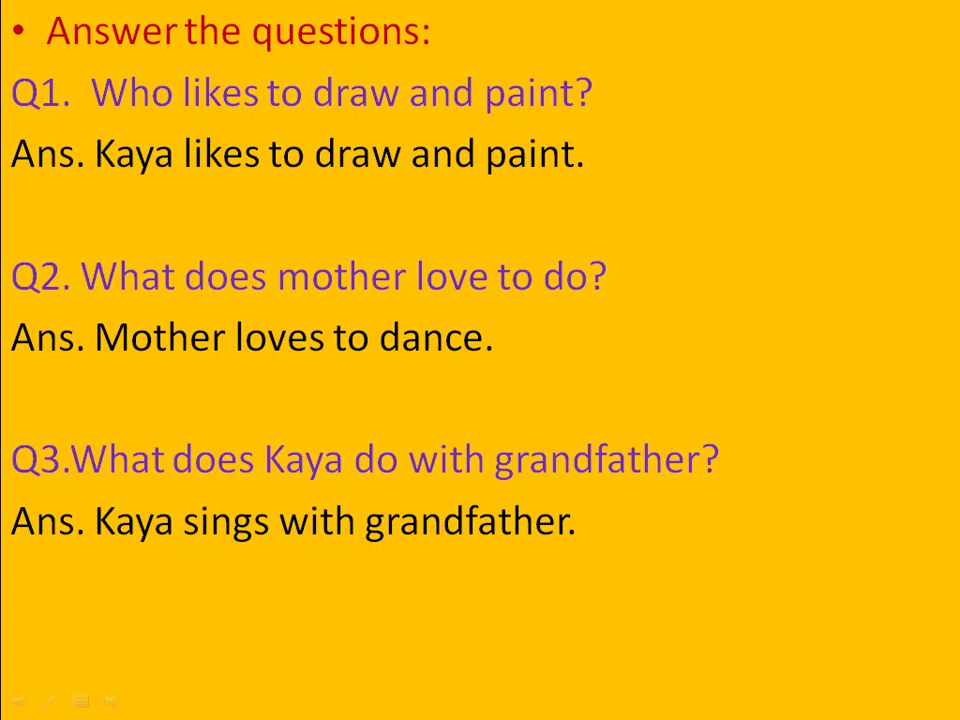 • Answer the questions:
Q1.  Who likes to draw and paint?
Ans. Kaya likes to draw and paint.
Q2. What does mother love to do?
Ans. Mother loves to dance.
Q3.What does Kaya do with grandfather?
Ans. Kaya sings with grandfather.